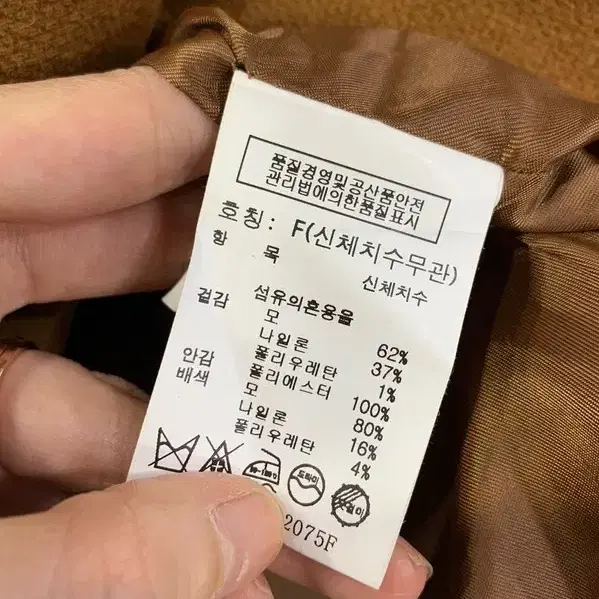 품질경영및공산품안전
관리법에의한품질표시
호칭: F(신체치수무관)
항 목 신체치수
겉감 섬유의혼용율
모 62%
나일론 37%
폴리우레탄 1%
안감 폴리에스터 100%
배색 모 80%
나일론 16%
폴리우레탄 4%
드라이
2075F